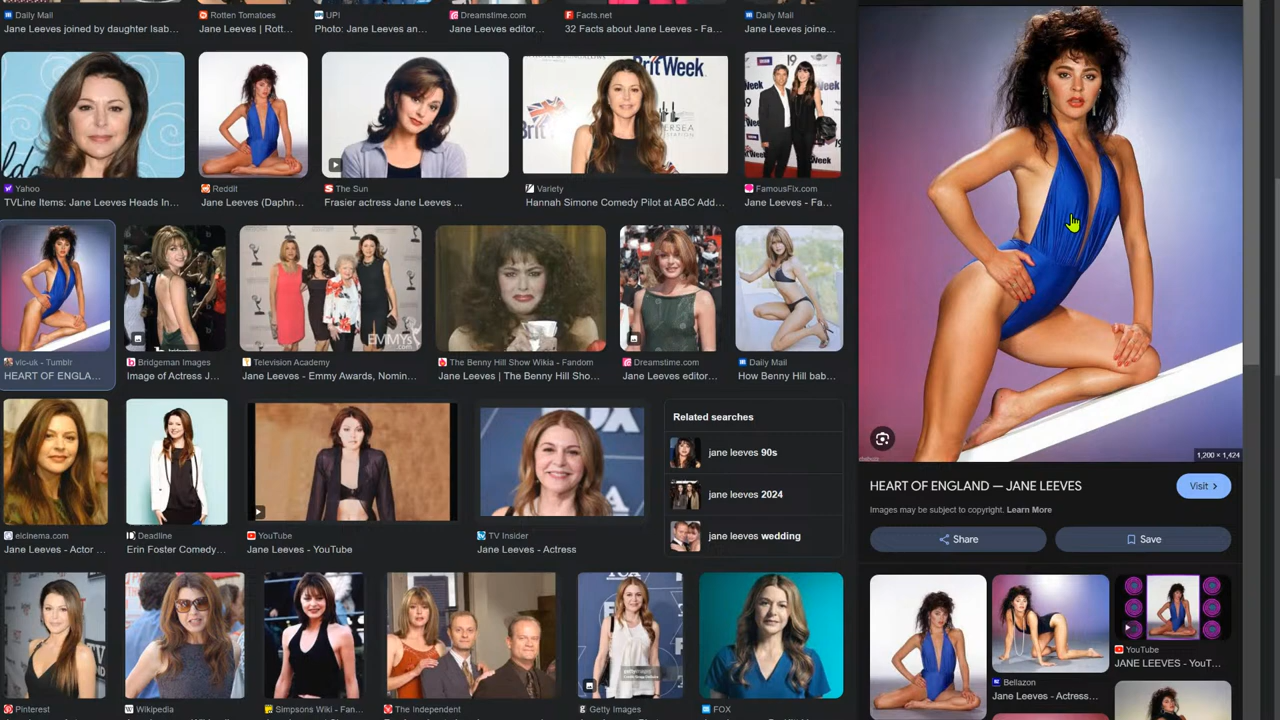 Daily Mail
Rotten Tomatoes
UPI
Dreamstime.com
Facts.net
Daily Mail
Jane Leeves joined by daughter Isab...
Jane Leeves | Rott...
Photo: Jane Leeves an...
Jane Leeves editor...
32 Facts about Jane Leeves - Fa...
Jane Leeves joine...
BritWeek
Yahoo
Reddit
The Sun
Variety
FamousFix.com
TVLine Items: Jane Leeves Heads In...
Jane Leeves (Daphn...
Frasier actress Jane Leeves ...
Hannah Simone Comedy Pilot at ABC Add...
Jane Leeves - Fa...
EMMYS
vic-uk - Tumblr
Bridgeman Images
Television Academy
The Benny Hill Show Wikia - Fandom
Dreamstime.com
Daily Mail
HEART OF ENGLA...
Image of Actress J...
Jane Leeves - Emmy Awards, Nomin...
Jane Leeves | The Benny Hill Sho...
Jane Leeves editor...
How Benny Hill bab...
Related searches
jane leeves 90s
jane leeves 2024
jane leeves wedding
elcinema.com
Deadline
YouTube
TV Insider
Jane Leeves - Actor ...
Erin Foster Comedy...
Jane Leeves - YouTube
Jane Leeves - Actress
Pinterest
Wikipedia
Simpsons Wiki - Fan...
The Independent
Getty Images
FOX
1,200 × 1,424
HEART OF ENGLAND — JANE LEEVES
Visit
Images may be subject to copyright. Learn More
Share
Save
YouTube
JANE LEEVES - YouT...
Bellazon
Jane Leeves - Actress...